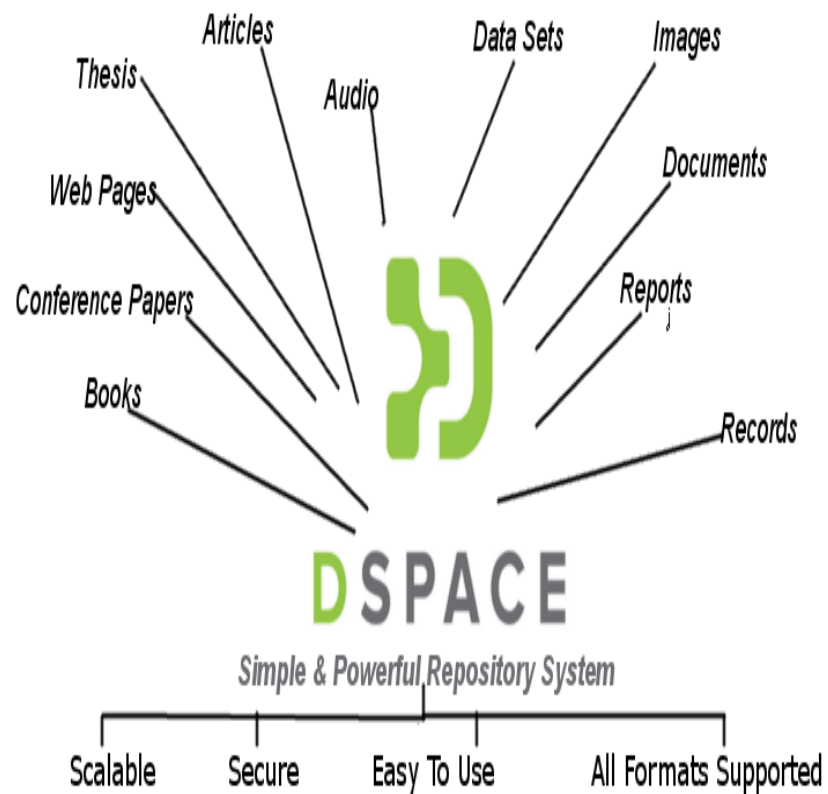 Articles
Data Sets
Images
Thesis
Audio
Documents
Web Pages
Reports
j
Conference Papers
Books
Records
DSPACE
Simple & Powerful Repository System
Scalable
Secure
Easy To Use
All Formats Supported